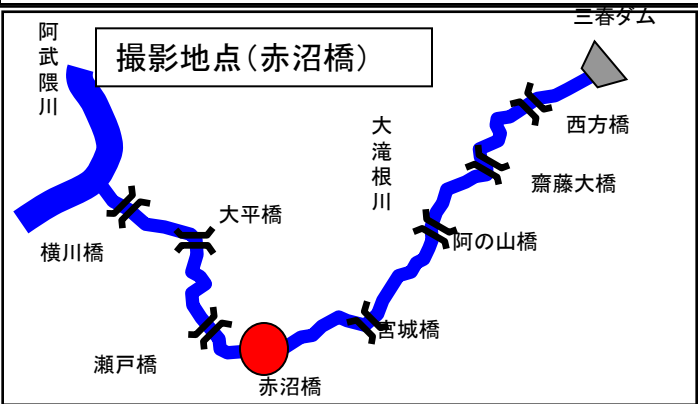 三春ダム
阿武隈川
撮影地点(赤沼橋)
西方橋
大滝根川
齋藤大橋
大平橋
阿の山橋
横川橋
宮城橋
瀬戸橋
赤沼橋